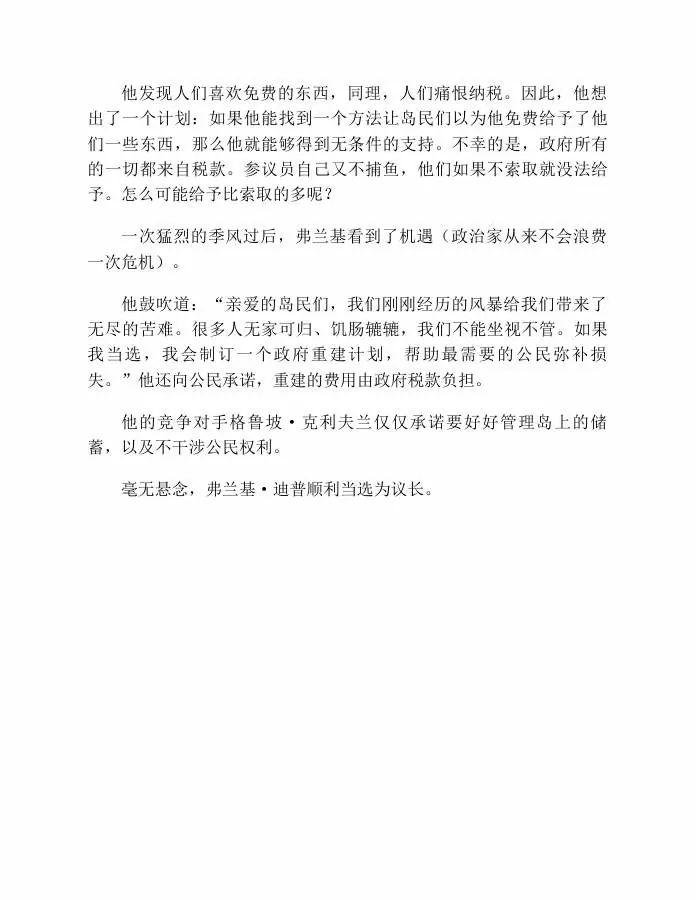 他发现人们喜欢免费的东西，同理，人们痛恨纳税。因此，他想
出了一个计划：如果他能找到一个方法让岛民们以为他免费给予了他
们一些东西，那么他就能够得到无条件的支持。不幸的是，政府所有
的一切都来自税款。参议员自己又不捕鱼，他们如果不索取就没法给
予。怎么可能给予比索取的多呢？
一次猛烈的季风过后，弗兰基看到了机遇（政治家从来不会浪费
一次危机）。
他鼓吹道：“亲爱的岛民们，我们刚刚经历的风暴给我们带来了
无尽的苦难。很多人无家可归、饥肠辘辘，我们不能坐视不管。如果
我当选，我会制订一个政府重建计划，帮助最需要的公民弥补损
失。”他还向公民承诺，重建的费用由政府税款负担。
他的竞争对手格鲁坡·克利夫兰仅仅承诺要好好管理岛上的储
蓄，以及不干涉公民权利。
毫无悬念，弗兰基·迪普顺利当选为议长。